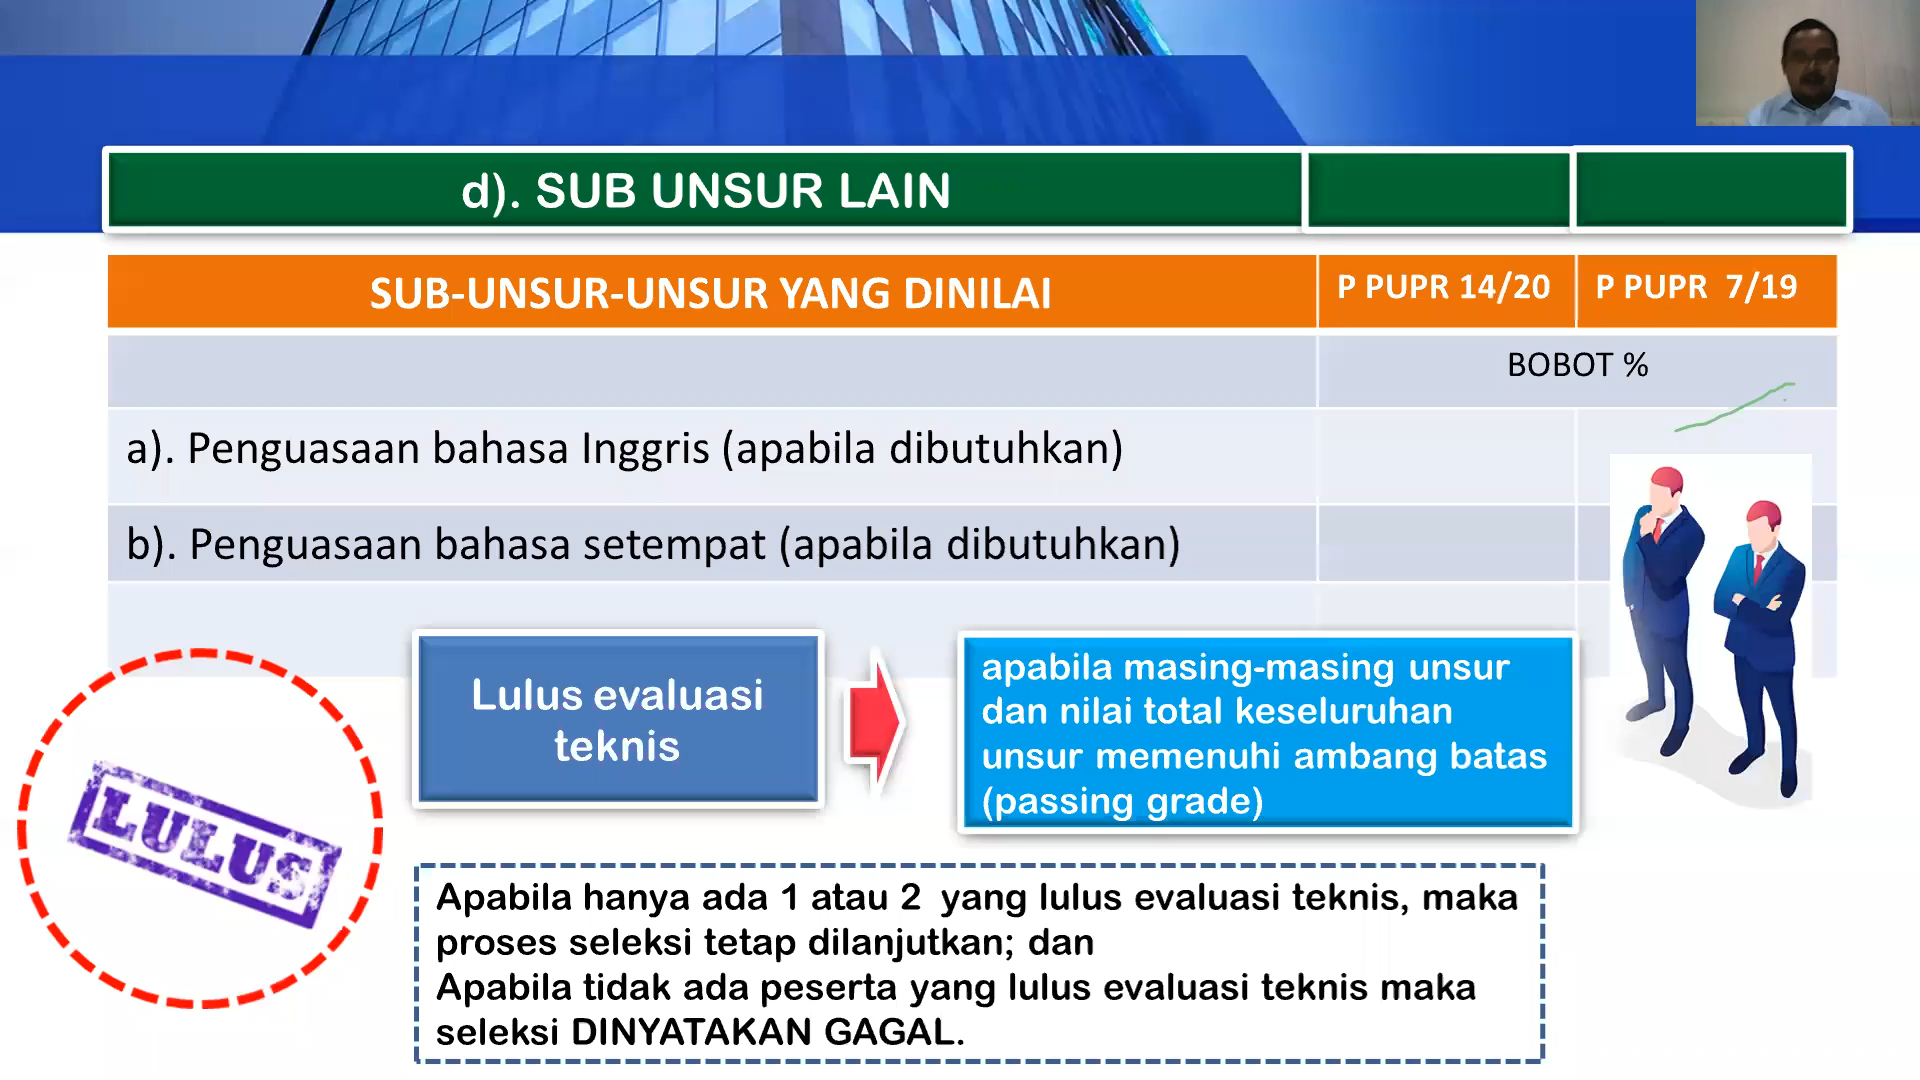 d). SUB UNSUR LAIN
SUB-UNSUR-UNSUR YANG DINILAI
P PUPR 14/20
P PUPR 7/19
BOBOT %
a). Penguasaan bahasa Inggris (apabila dibutuhkan)
b). Penguasaan bahasa setempat (apabila dibutuhkan)
Lulus evaluasi
teknis
apabila masing-masing unsur
dan nilai total keseluruhan
unsur memenuhi ambang batas
(passing grade)
LULUS
Apabila hanya ada 1 atau 2 yang lulus evaluasi teknis, maka
proses seleksi tetap dilanjutkan; dan
Apabila tidak ada peserta yang lulus evaluasi teknis maka
seleksi DINYATAKAN GAGAL.